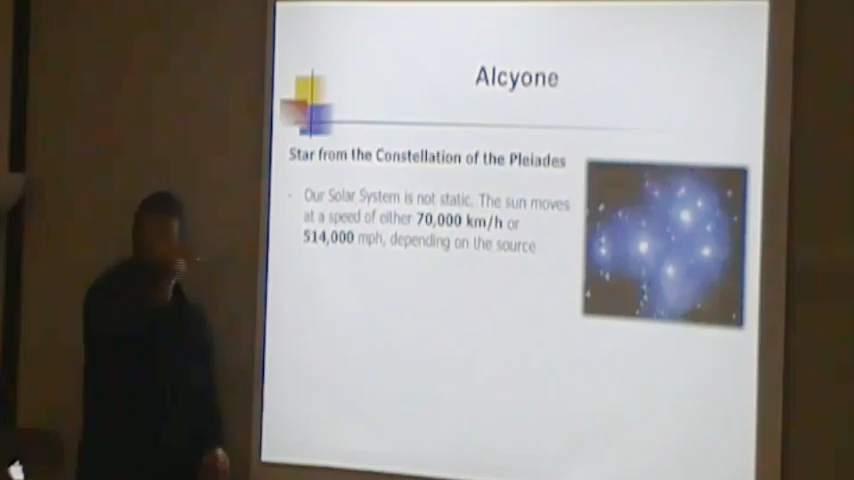 Alcyone
Star from the Constellation of the Pleiades
- Our Solar System is not static. The sun moves
at a speed of either 70,000 km/h or
514,000 mph, depending on the source